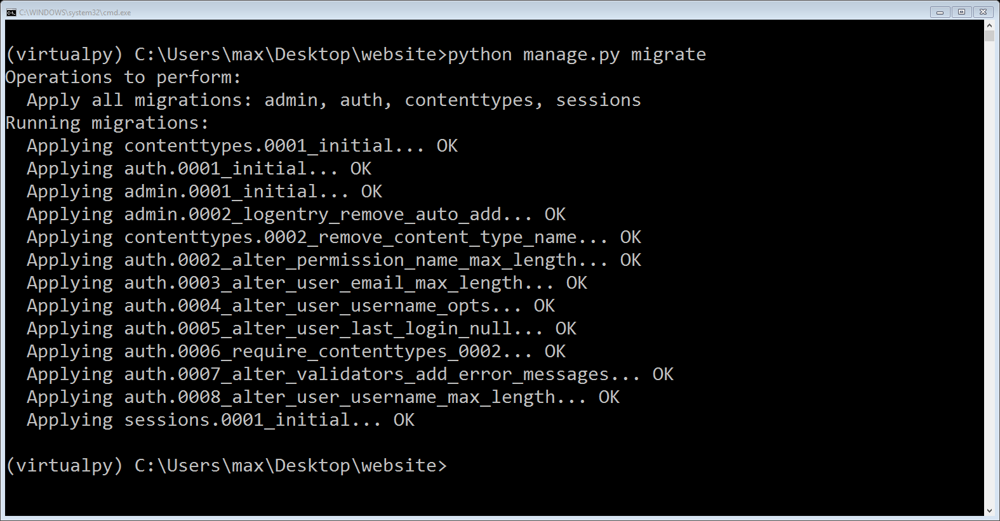 C:\WINDOWS\system32\cmd.exe
(virtualpy) C:\Users\max\Desktop\website>python manage.py migrate
Operations to perform:
  Apply all migrations: admin, auth, contenttypes, sessions
Running migrations:
  Applying contenttypes.0001_initial... OK
  Applying auth.0001_initial... OK
  Applying admin.0001_initial... OK
  Applying admin.0002_logentry_remove_auto_add... OK
  Applying contenttypes.0002_remove_content_type_name... OK
  Applying auth.0002_alter_permission_name_max_length... OK
  Applying auth.0003_alter_user_email_max_length... OK
  Applying auth.0004_alter_user_username_opts... OK
  Applying auth.0005_alter_user_last_login_null... OK
  Applying auth.0006_require_contenttypes_0002... OK
  Applying auth.0007_alter_validators_add_error_messages... OK
  Applying auth.0008_alter_user_username_max_length... OK
  Applying sessions.0001_initial... OK
(virtualpy) C:\Users\max\Desktop\website>